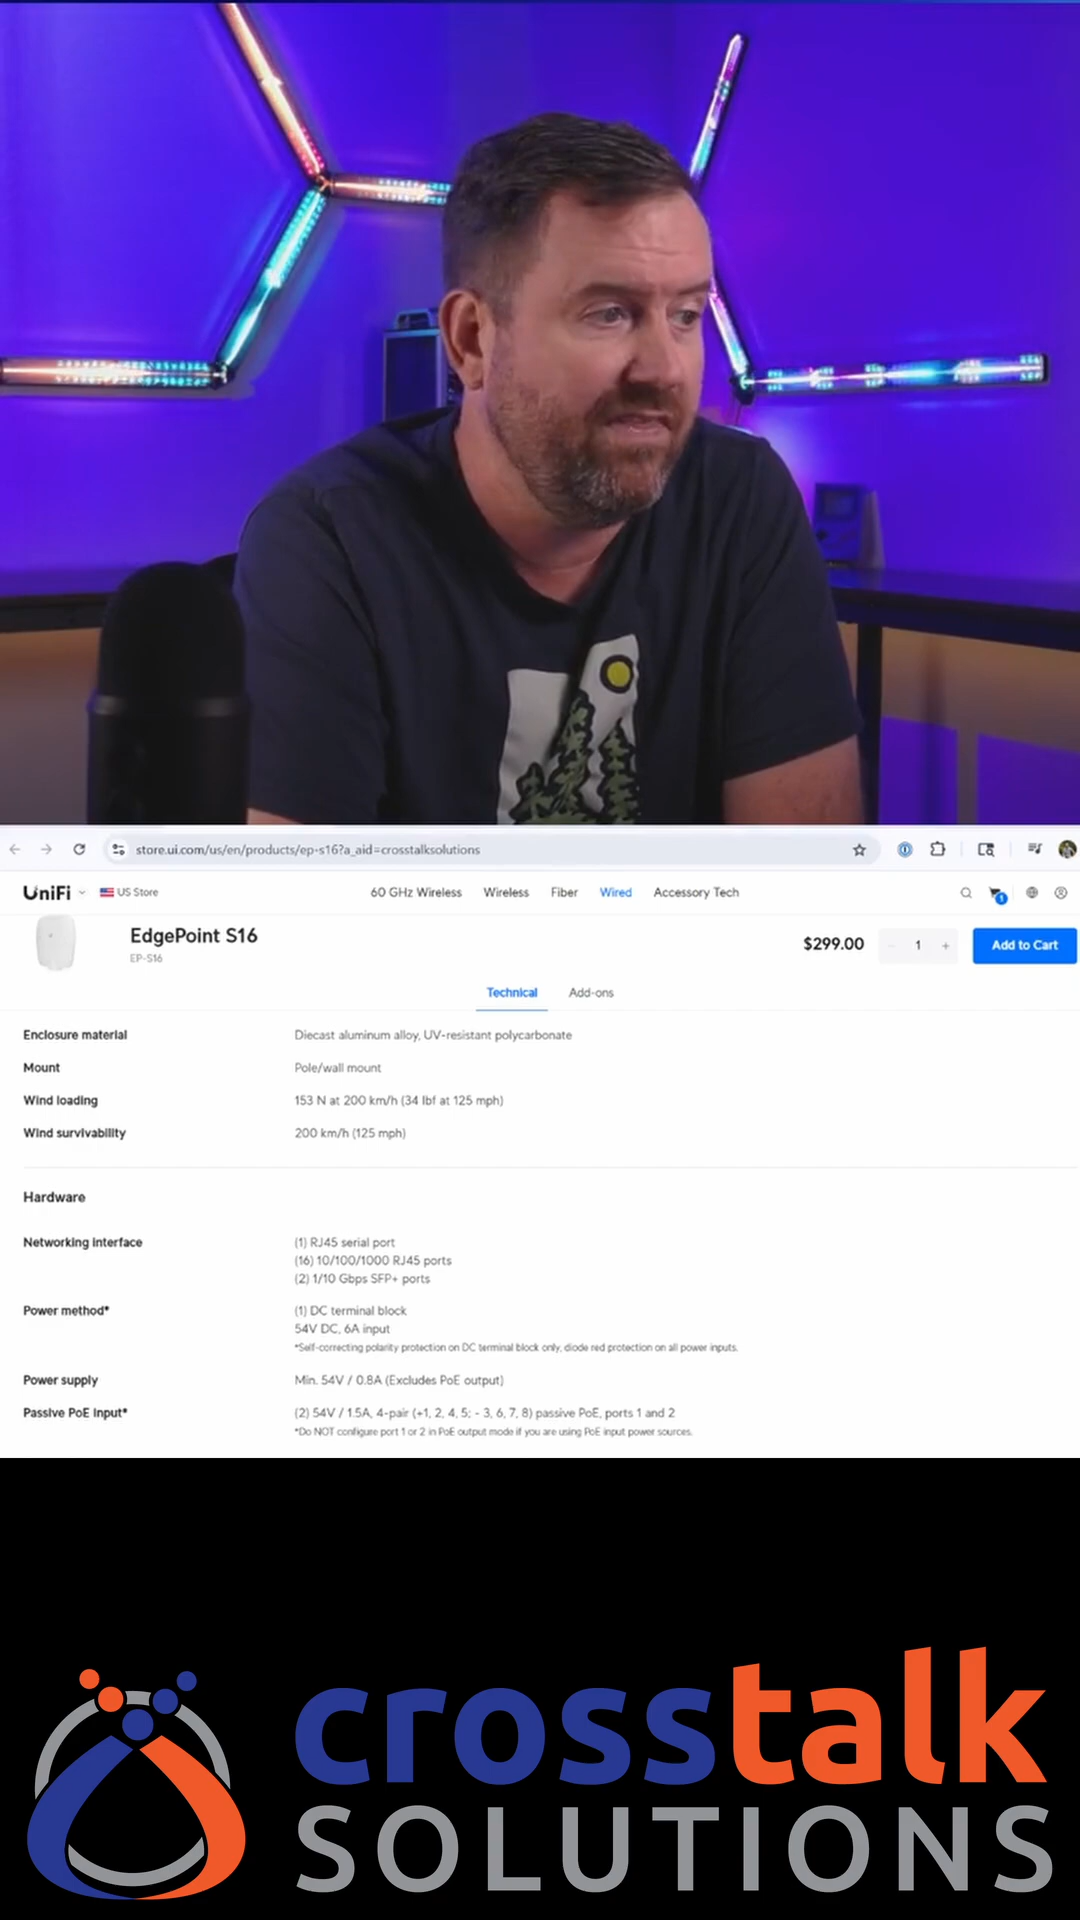 store.ui.com/us/en/products/ep-s16?a_aid=crosstalksolutions
UniFi US Store 60 GHz Wireless Wireless Fiber Wired Accessory Tech 1
EdgePoint S16
EP-S16
$299.00 - 1 + Add to Cart
Technical Add-ons
Enclosure material Diecast aluminum alloy, UV-resistant polycarbonate
Mount Pole/wall mount
Wind loading 153 N at 200 km/h (34 lbf at 125 mph)
Wind survivability 200 km/h (125 mph)
Hardware
Networking interface (1) RJ45 serial port
(16) 10/100/1000 RJ45 ports
(2) 1/10 Gbps SFP+ ports
Power method* (1) DC terminal block
54V DC, 6A input
*Self-correcting polarity protection on DC terminal block only, diode red protection on all power inputs.
Power supply Min. 54V / 0.8A (Excludes PoE output)
Passive PoE input* (2) 54V / 1.5A, 4-pair (+1, 2, 4, 5; - 3, 6, 7, 8) passive PoE, ports 1 and 2
*Do NOT configure port 1 or 2 in PoE output mode if you are using PoE input power sources.
crosstalk
SOLUTIONS